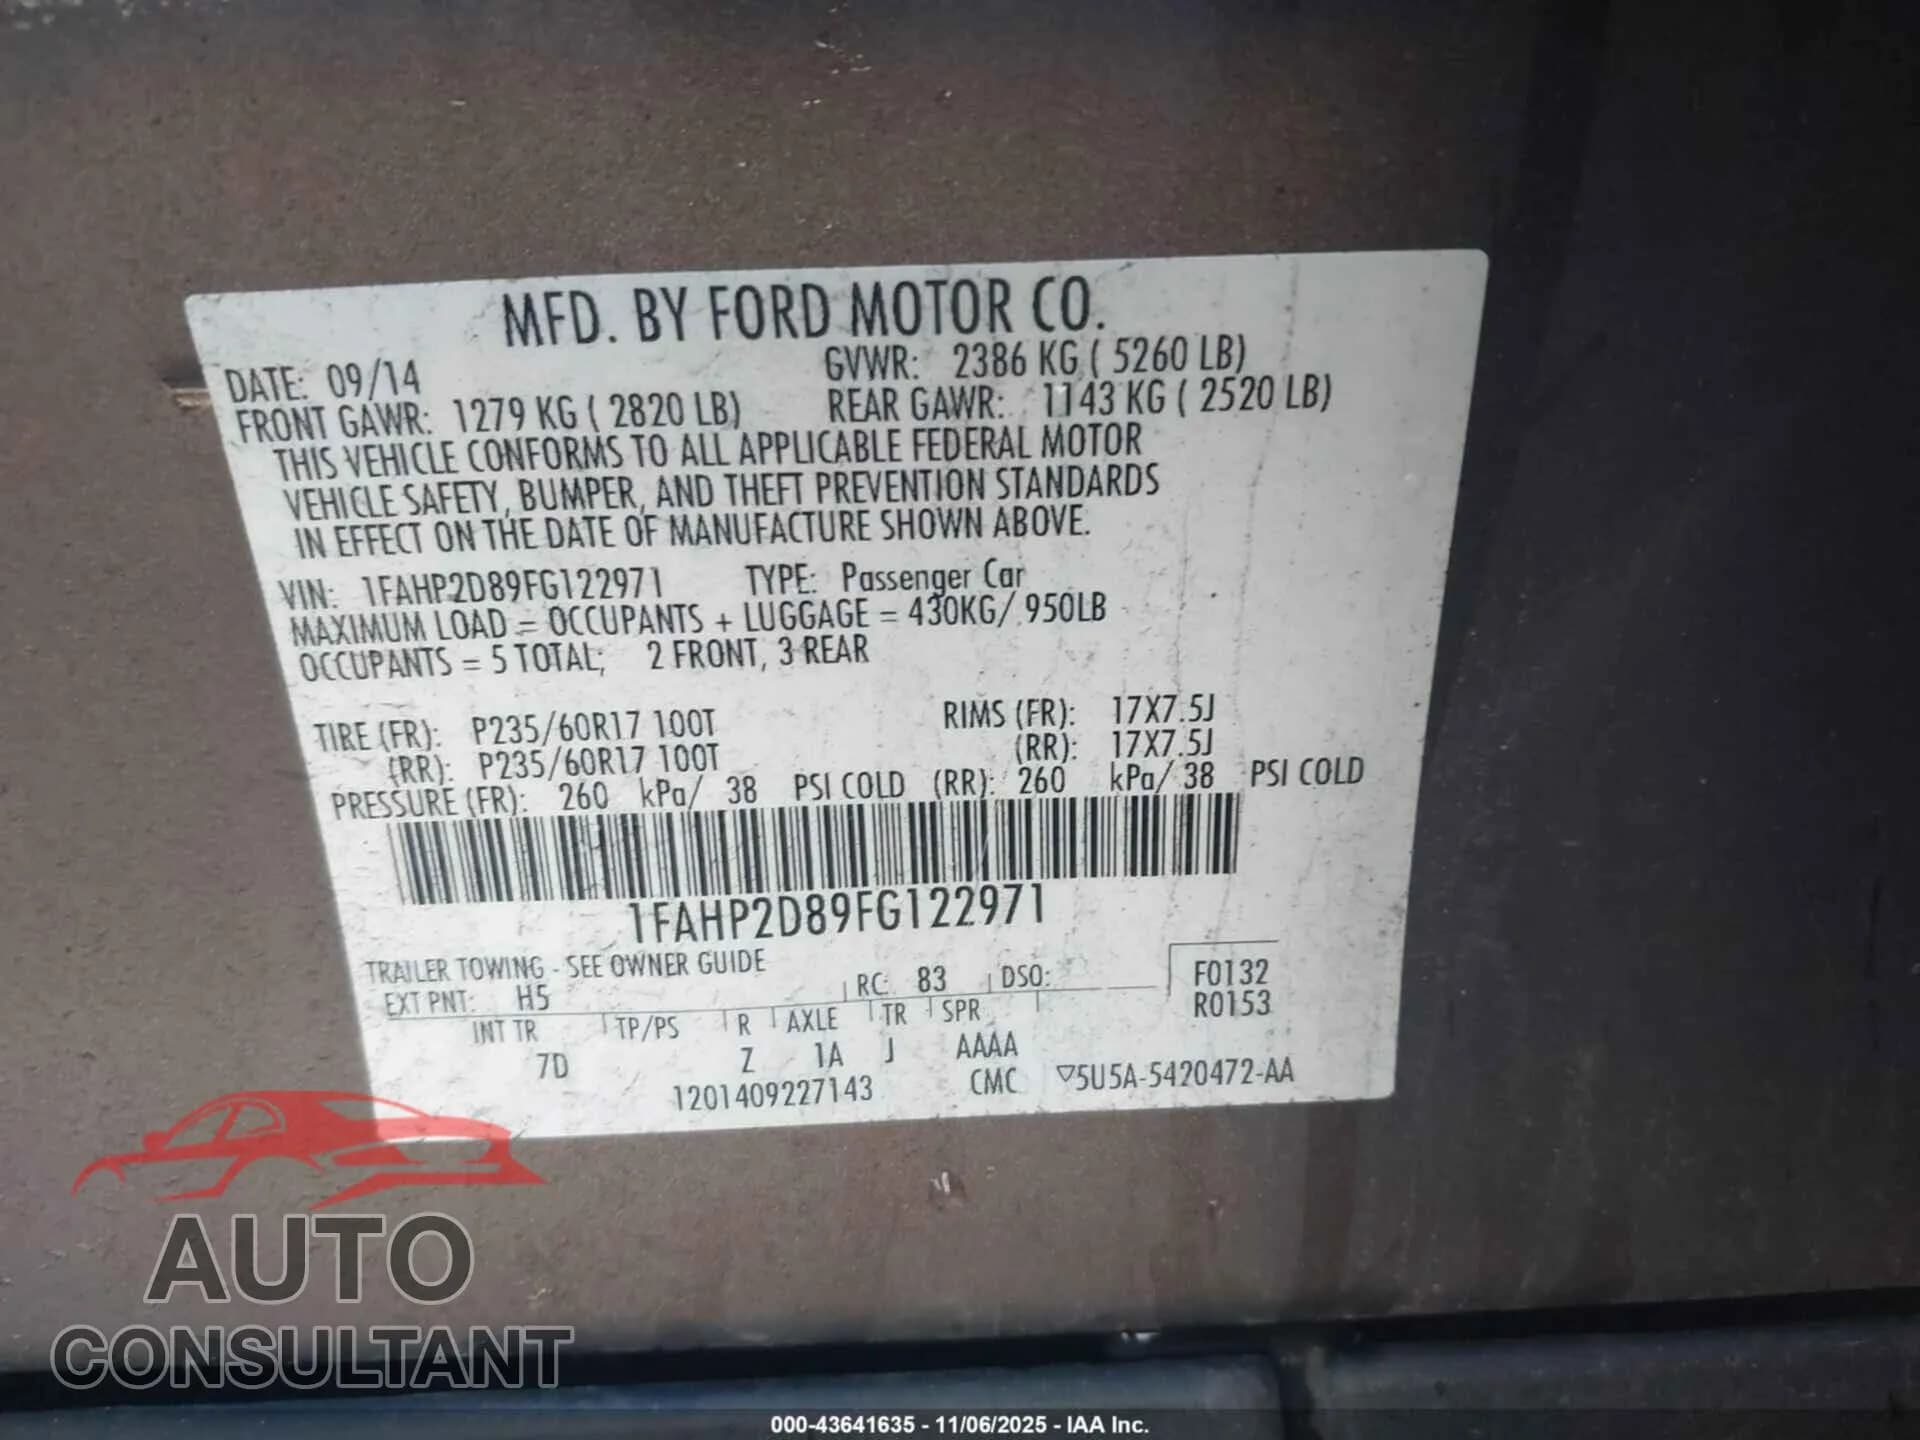 MFD. BY FORD MOTOR CO.
DATE: 09/14 GVWR: 2386 KG ( 5260 LB)
FRONT GAWR: 1279 KG ( 2820 LB) REAR GAWR: 1143 KG ( 2520 LB)
THIS VEHICLE CONFORMS TO ALL APPLICABLE FEDERAL MOTOR
VEHICLE SAFETY, BUMPER, AND THEFT PREVENTION STANDARDS
IN EFFECT ON THE DATE OF MANUFACTURE SHOWN ABOVE.
VIN: 1FAHP2D89FG122971 TYPE: Passenger Car
MAXIMUM LOAD = OCCUPANTS + LUGGAGE = 430KG/ 950LB
OCCUPANTS = 5 TOTAL; 2 FRONT, 3 REAR
TIRE (FR): P235/60R17 100T RIMS (FR): 17X7.5J
(RR): P235/60R17 100T (RR): 17X7.5J
PRESSURE (FR): 260 kPa/ 38 PSI COLD (RR): 260 kPa/ 38 PSI COLD
1FAHP2D89FG122971
TRAILER TOWING - SEE OWNER GUIDE
EXT PNT: H5 RC: 83 DSO: F0132
R0153
INT TR TP/PS R AXLE TR SPR
7D Z 1A J AAAA
1201409227143 CMC ▽5U5A-5420472-AA
AUTO
CONSULTANT
000-43641635 - 11/06/2025 - IAA Inc.